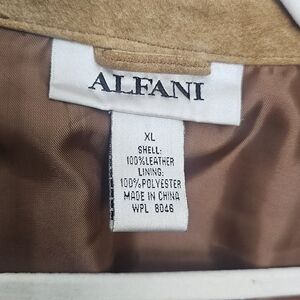 ALFANI
XL
SHELL:
100%LEATHER
LINING:
100%POLYESTER
MADE IN CHINA
WPL 8046